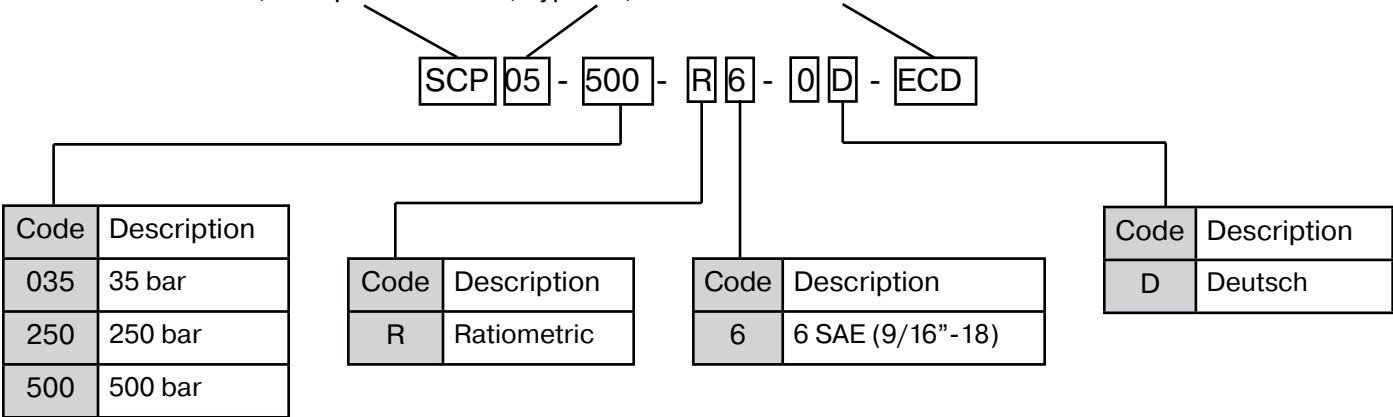 SCP 05 - 500 - R 6 - 0 D - ECD
Code Description
035 35 bar
250 250 bar
500 500 bar
Code Description
R Ratiometric
Code Description
6 6 SAE (9/16”-18)
Code Description
D Deutsch